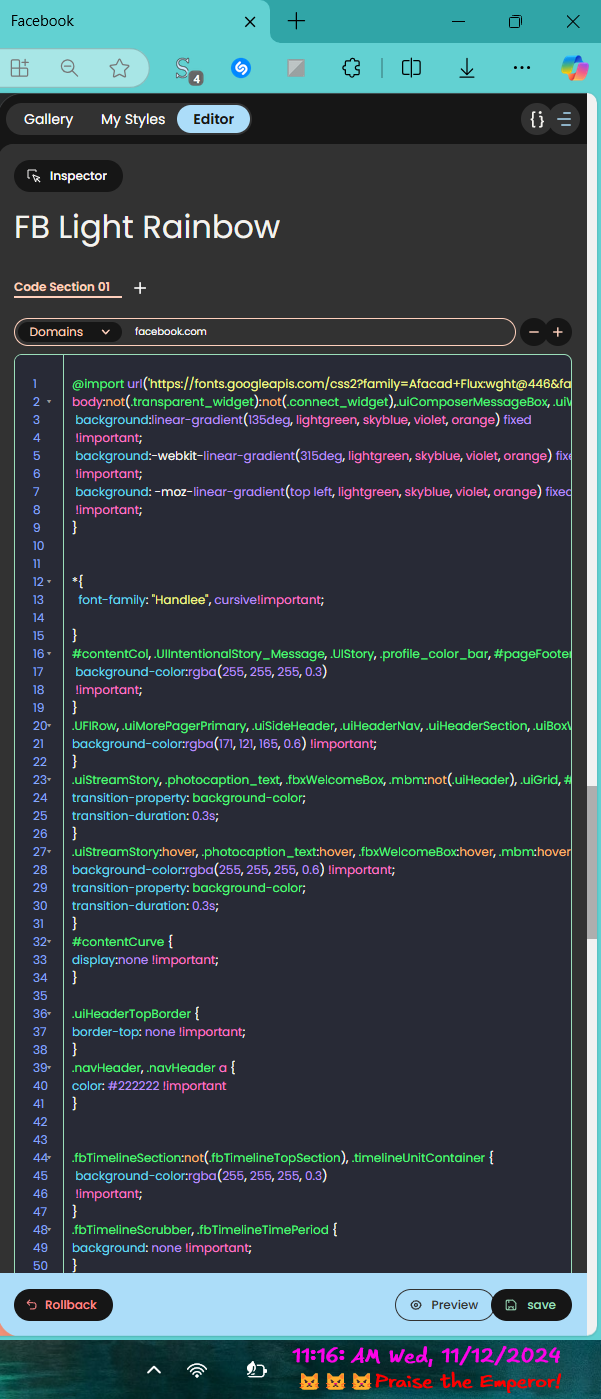 Facebook
4
Gallery My Styles Editor {}
Inspector
FB Light Rainbow
Code Section 01 +
Domains facebook.com
1 @import url('https://fonts.googleapis.com/css2?family=Afacad+Flux:wght@446&fa
2 body:not(.transparent_widget):not(.connect_widget),.uiComposerMessageBox, .uiW
3 background:linear-gradient(135deg, lightgreen, skyblue, violet, orange) fixed
4 !important;
5 background:-webkit-linear-gradient(315deg, lightgreen, skyblue, violet, orange) fixe
6 !important;
7 background: -moz-linear-gradient(top left, lightgreen, skyblue, violet, orange) fixed
8 !important;
9 }
10
11
12 *{
13 font-family: "Handlee", cursive!important;
14
15 }
16 #contentCol, .UIIntentionalStory_Message, .UIStory, .profile_color_bar, #pageFooter
17 background-color:rgba(255, 255, 255, 0.3)
18 !important;
19 }
20 .UFIRow, .uiMorePagerPrimary, .uiSideHeader, .uiHeaderNav, .uiHeaderSection, .uiBoxW
21 background-color:rgba(171, 121, 165, 0.6) !important;
22 }
23 .uiStreamStory, .photocaption_text, .fbxWelcomeBox, .mbm:not(.uiHeader), .uiGrid, #
24 transition-property: background-color;
25 transition-duration: 0.3s;
26 }
27 .uiStreamStory:hover, .photocaption_text:hover, .fbxWelcomeBox:hover, .mbm:hover
28 background-color:rgba(255, 255, 255, 0.6) !important;
29 transition-property: background-color;
30 transition-duration: 0.3s;
31 }
32 #contentCurve {
33 display:none !important;
34 }
35
36 .uiHeaderTopBorder {
37 border-top: none !important;
38 }
39 .navHeader, .navHeader a {
40 color: #222222 !important
41 }
42
43
44 .fbTimelineSection:not(.fbTimelineTopSection), .timelineUnitContainer {
45 background-color:rgba(255, 255, 255, 0.3)
46 !important;
47 }
48 .fbTimelineScrubber, .fbTimelineTimePeriod {
49 background: none !important;
50 }
Rollback Preview save
11:16: AM Wed, 11/12/2024
Praise the Emperor!